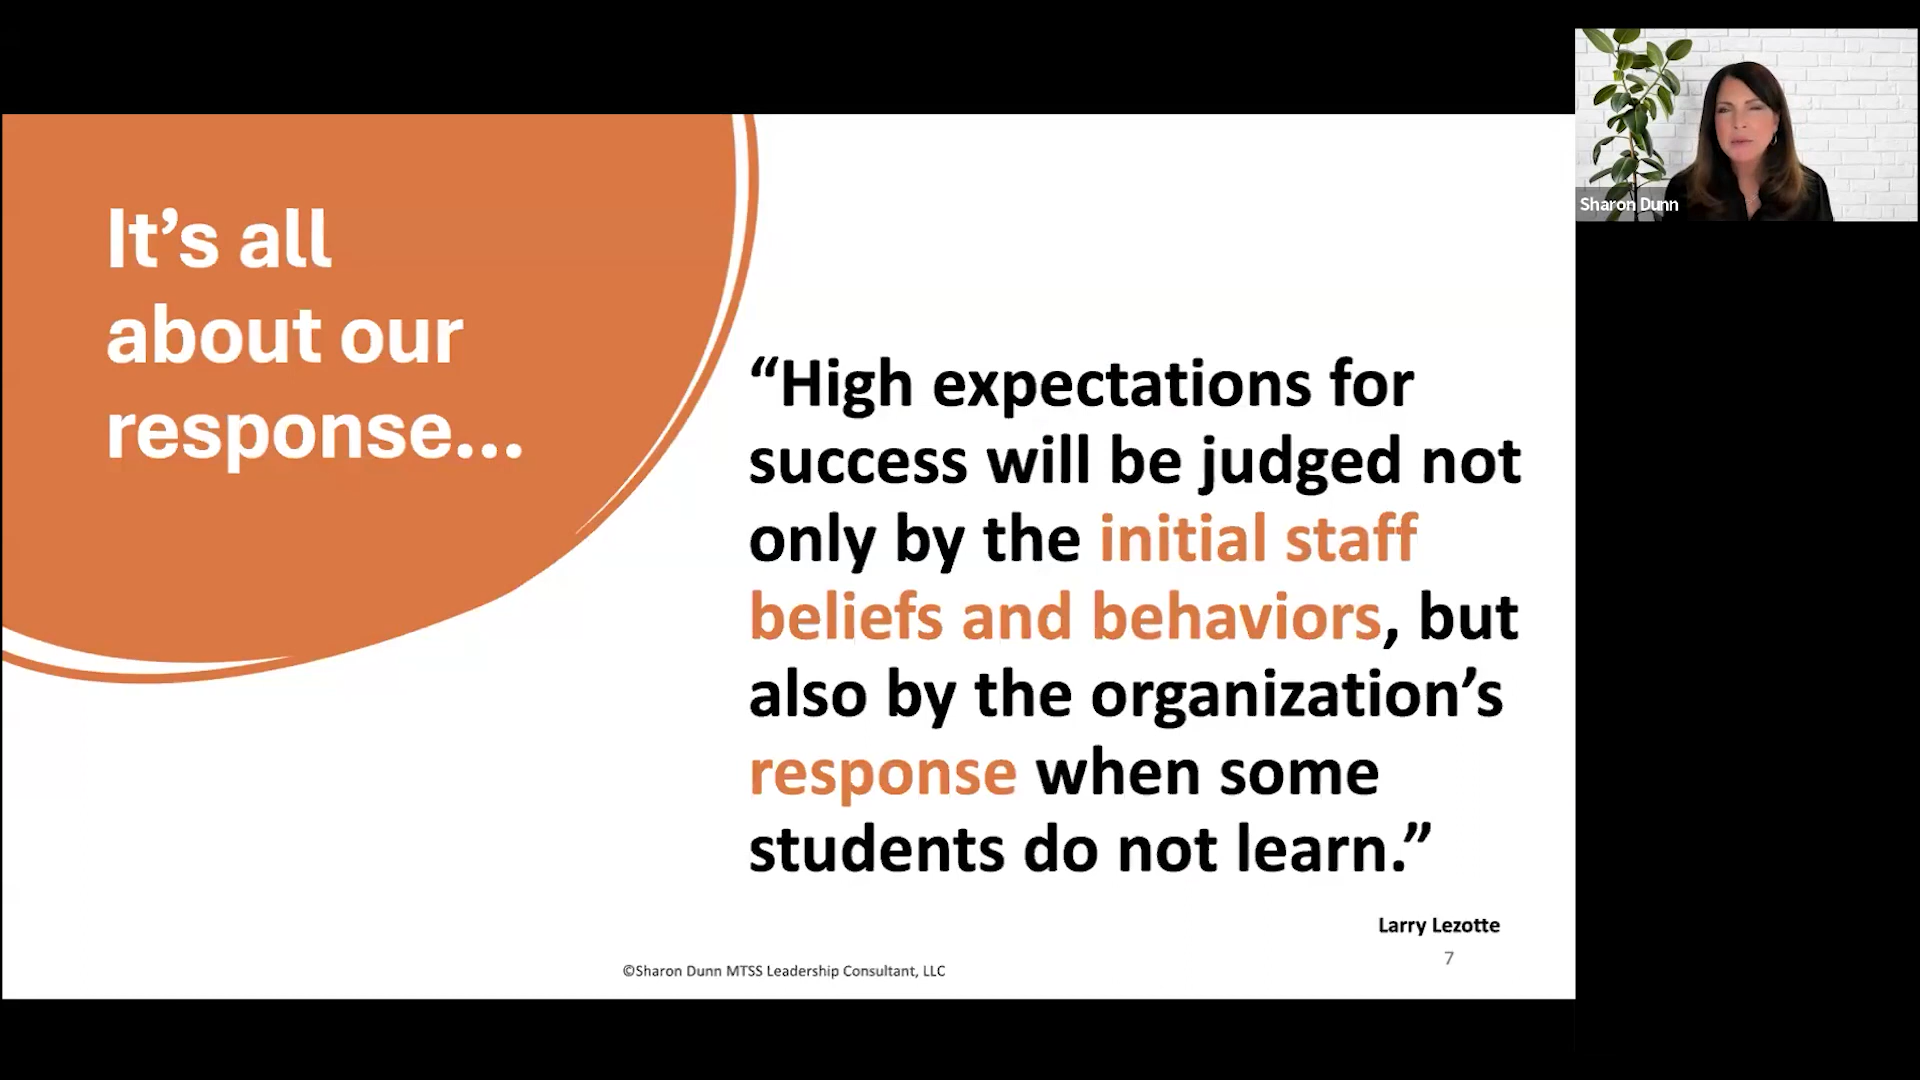 It’s all
about our
response...
“High expectations for
success will be judged not
only by the initial staff
beliefs and behaviors, but
also by the organization’s
response when some
students do not learn.”
Larry Lezotte
7
©Sharon Dunn MTSS Leadership Consultant, LLC
Sharon Dunn